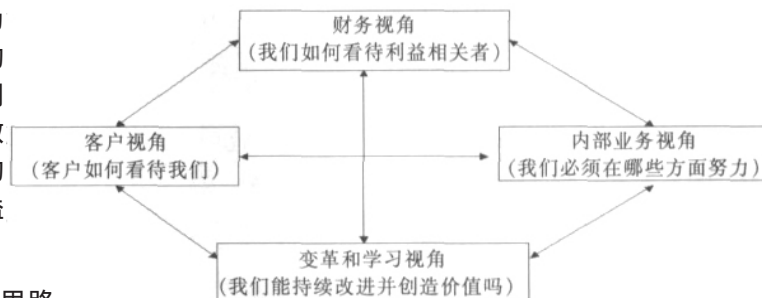 财务视角
(我们如何看待利益相关者)
客户视角
(客户如何看待我们)
内部业务视角
(我们必须在哪些方面努力)
变革和学习视角
(我们能持续改进并创造价值吗)
思路